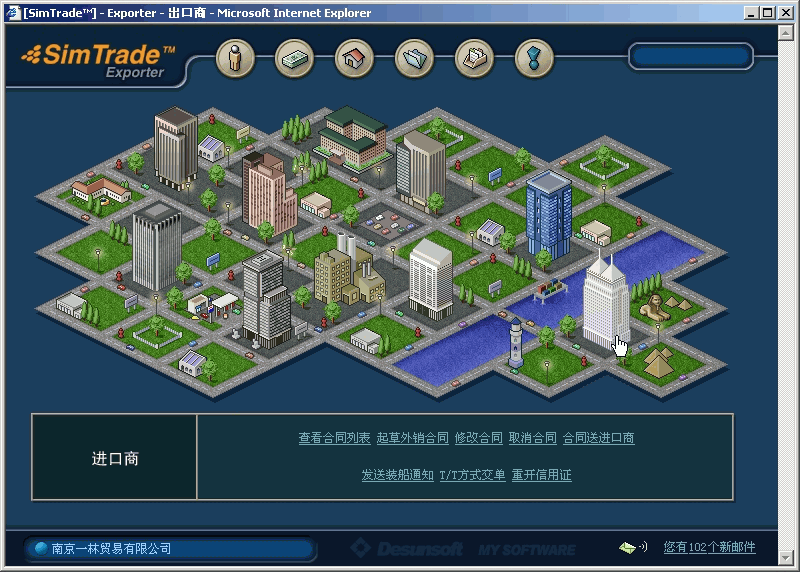 [SimTrade™] - Exporter - 出口商 - Microsoft Internet Explorer
SimTrade™
Exporter
进口商
查看合同列表 起草外销合同 修改合同 取消合同 合同送进口商
发送装船通知 T/T方式交单 重开信用证
南京一林贸易有限公司
Desunsoft MY SOFTWARE
您有102个新邮件